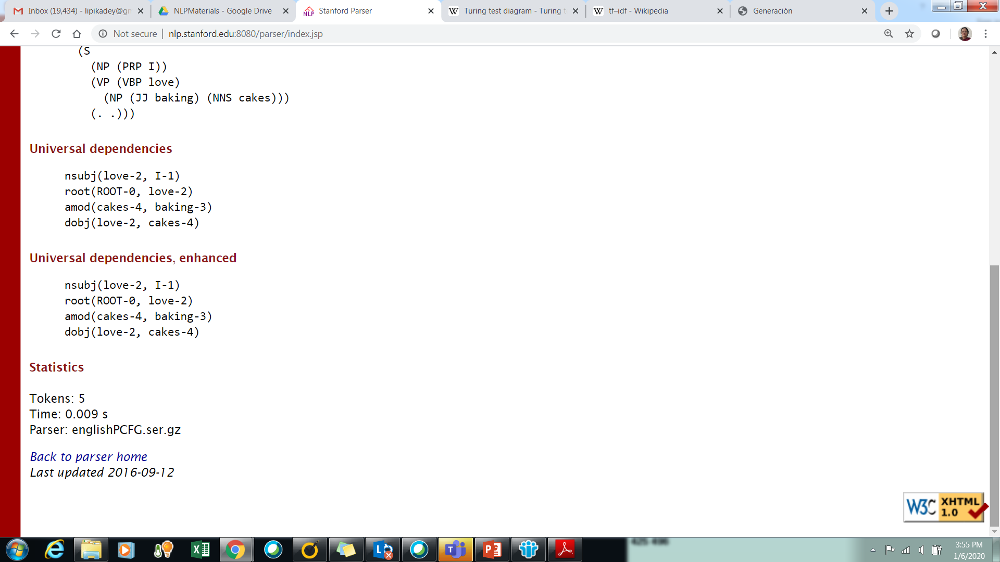 Inbox (19,434) - lipikadey@gm
NLPMaterials - Google Drive
NLP
Stanford Parser
W Turing test diagram - Turing t
W tf–idf - Wikipedia
Generación
Not secure | nlp.stanford.edu:8080/parser/index.jsp
(S
(NP (PRP I))
(VP (VBP love)
(NP (JJ baking) (NNS cakes)))
(. .)))
Universal dependencies
nsubj(love-2, I-1)
root(ROOT-0, love-2)
amod(cakes-4, baking-3)
dobj(love-2, cakes-4)
Universal dependencies, enhanced
nsubj(love-2, I-1)
root(ROOT-0, love-2)
amod(cakes-4, baking-3)
dobj(love-2, cakes-4)
Statistics
Tokens: 5
Time: 0.009 s
Parser: englishPCFG.ser.gz
Back to parser home
Last updated 2016-09-12
W3C XHTML
1.0
3:55 PM
1/6/2020